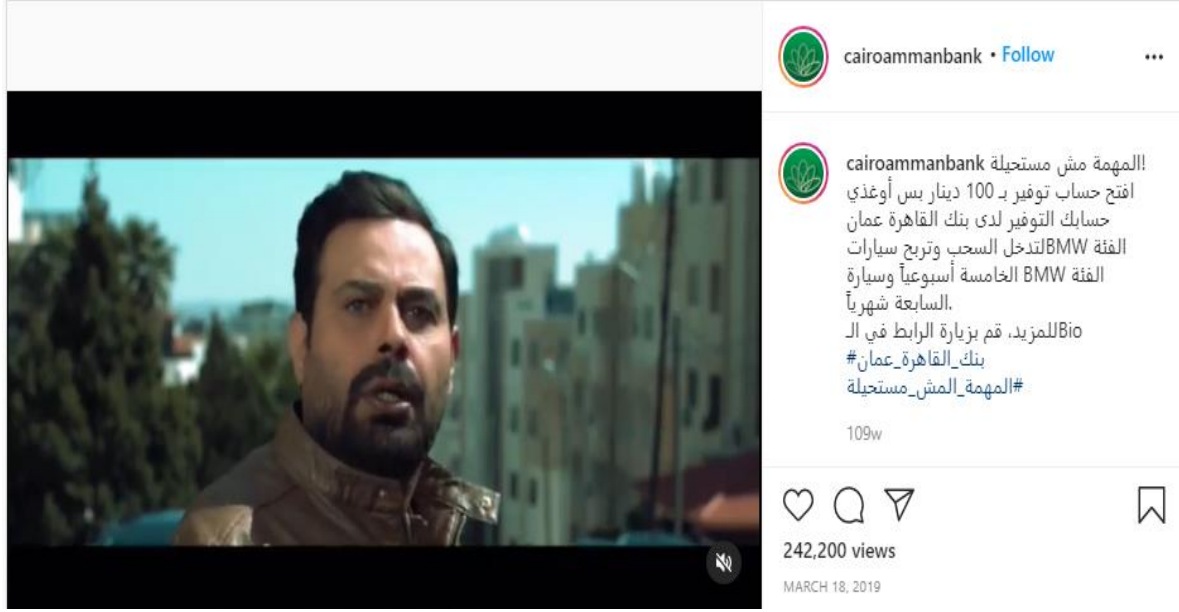 cairoammanbank • Follow
cairoammanbank المهمة مش مستحيلة!
افتح حساب توفير بـ 100 دينار بس أوغذي
حسابك التوفير لدى بنك القاهرة عمان
لتدخل السحب وتربح سيارات BMW الفئة
الخامسة أسبوعياً وسيارة BMW الفئة
السابعة شهرياً.
للمزيد، قم بزيارة الرابط في الـ Bio
#بنك_القاهرة_عمان
#المهمة_المش_مستحيلة
109w
242,200 views
MARCH 18, 2019